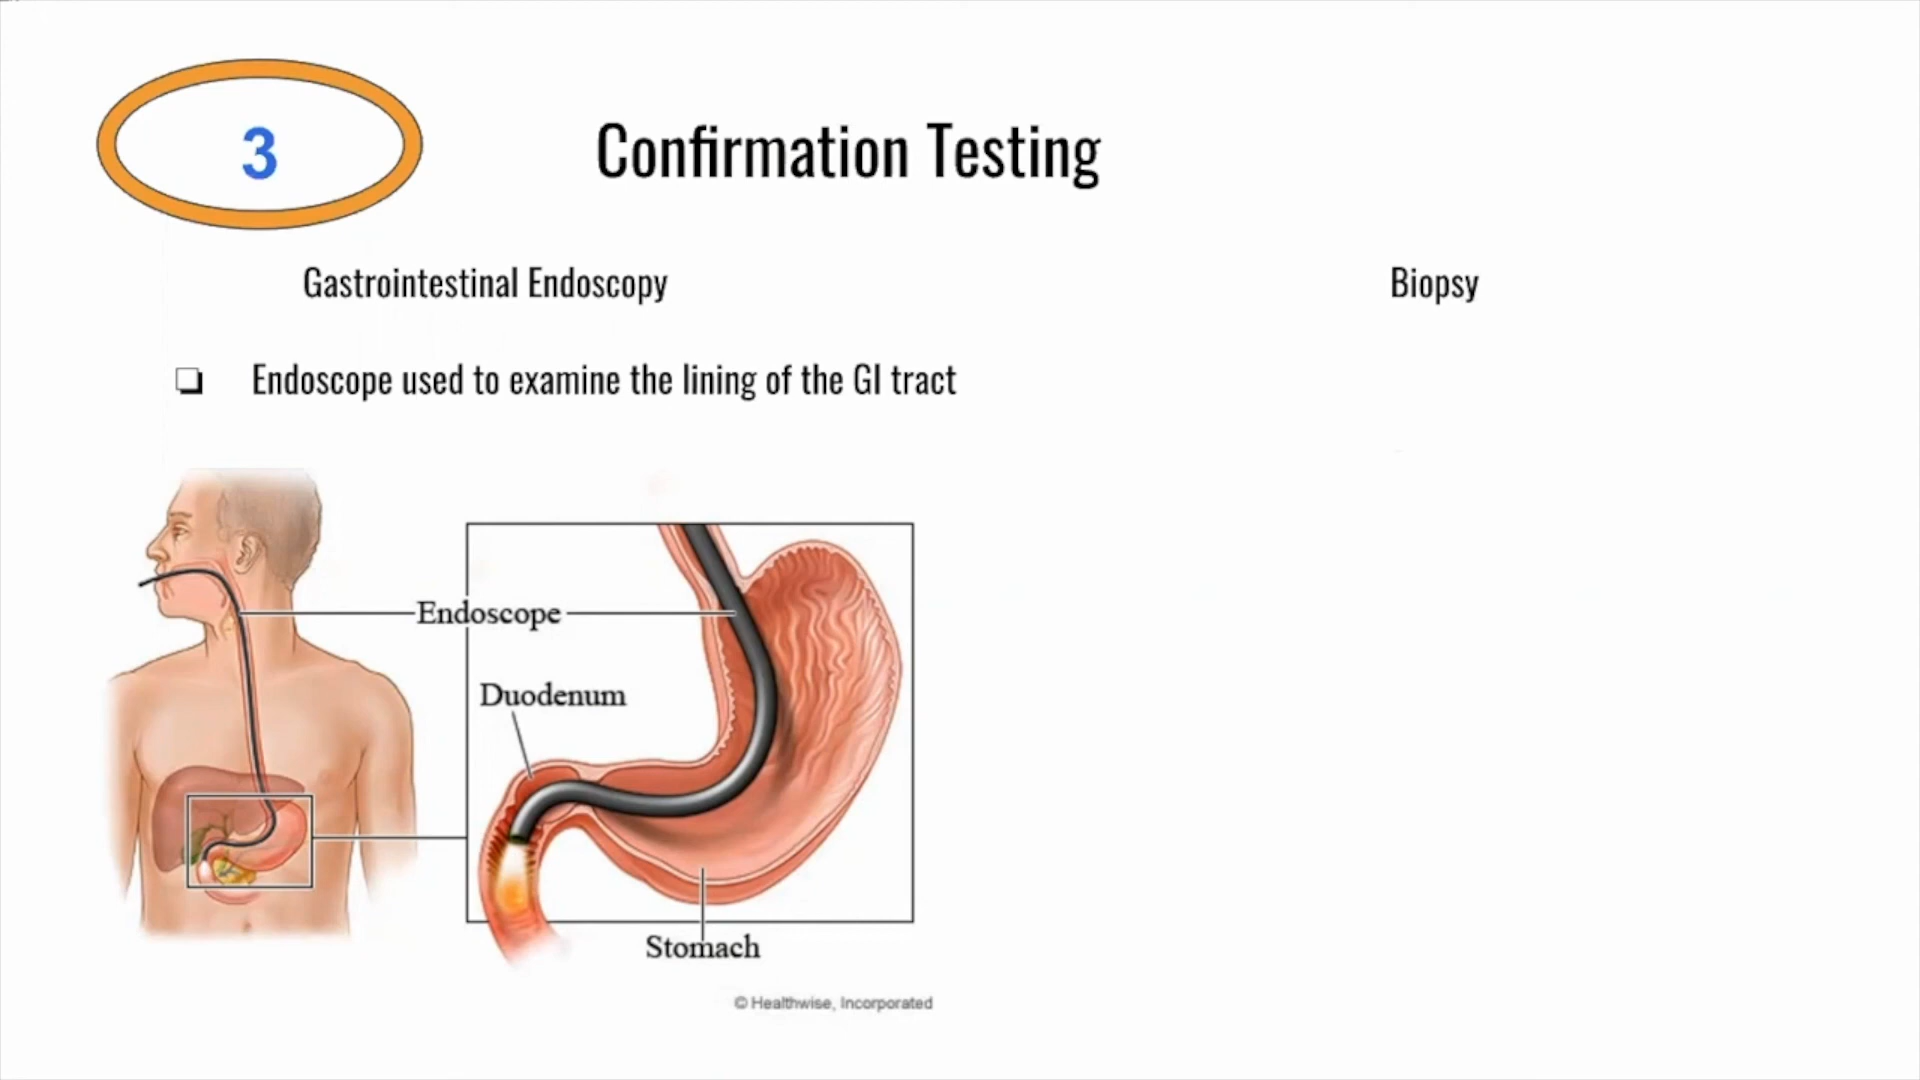 3
Confirmation Testing
Gastrointestinal Endoscopy
Biopsy
Endoscope used to examine the lining of the GI tract
Endoscope
Duodenum
Stomach
© Healthwise, Incorporated